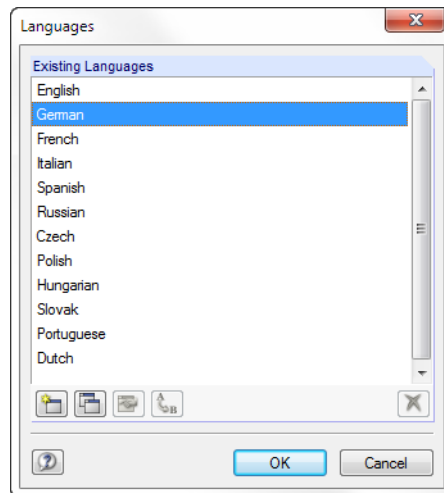 Languages
Existing Languages
English
German
French
Italian
Spanish
Russian
Czech
Polish
Hungarian
Slovak
Portuguese
Dutch
A
B
OK
Cancel